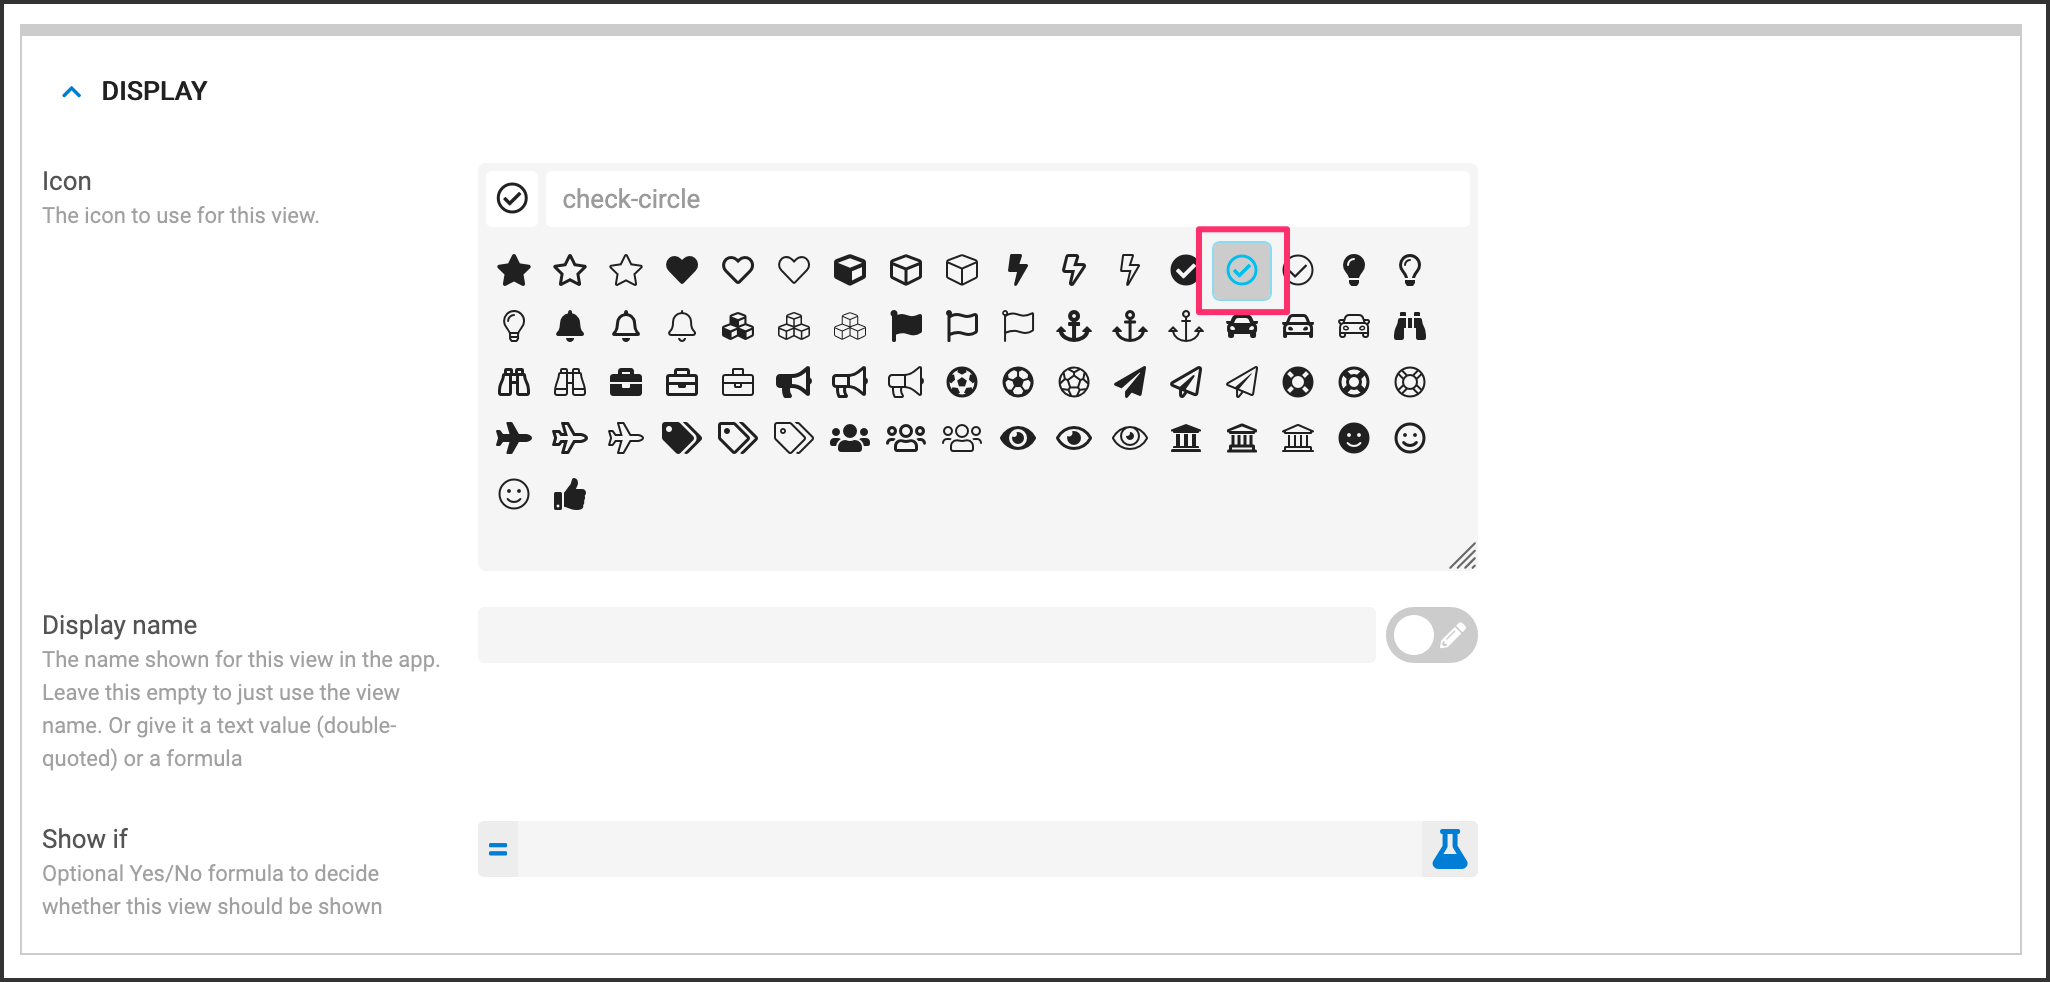 DISPLAY
Icon
The icon to use for this view.
check-circle
Display name
The name shown for this view in the app.
Leave this empty to just use the view
name. Or give it a text value (double-
quoted) or a formula
Show if
=
Optional Yes/No formula to decide
whether this view should be shown